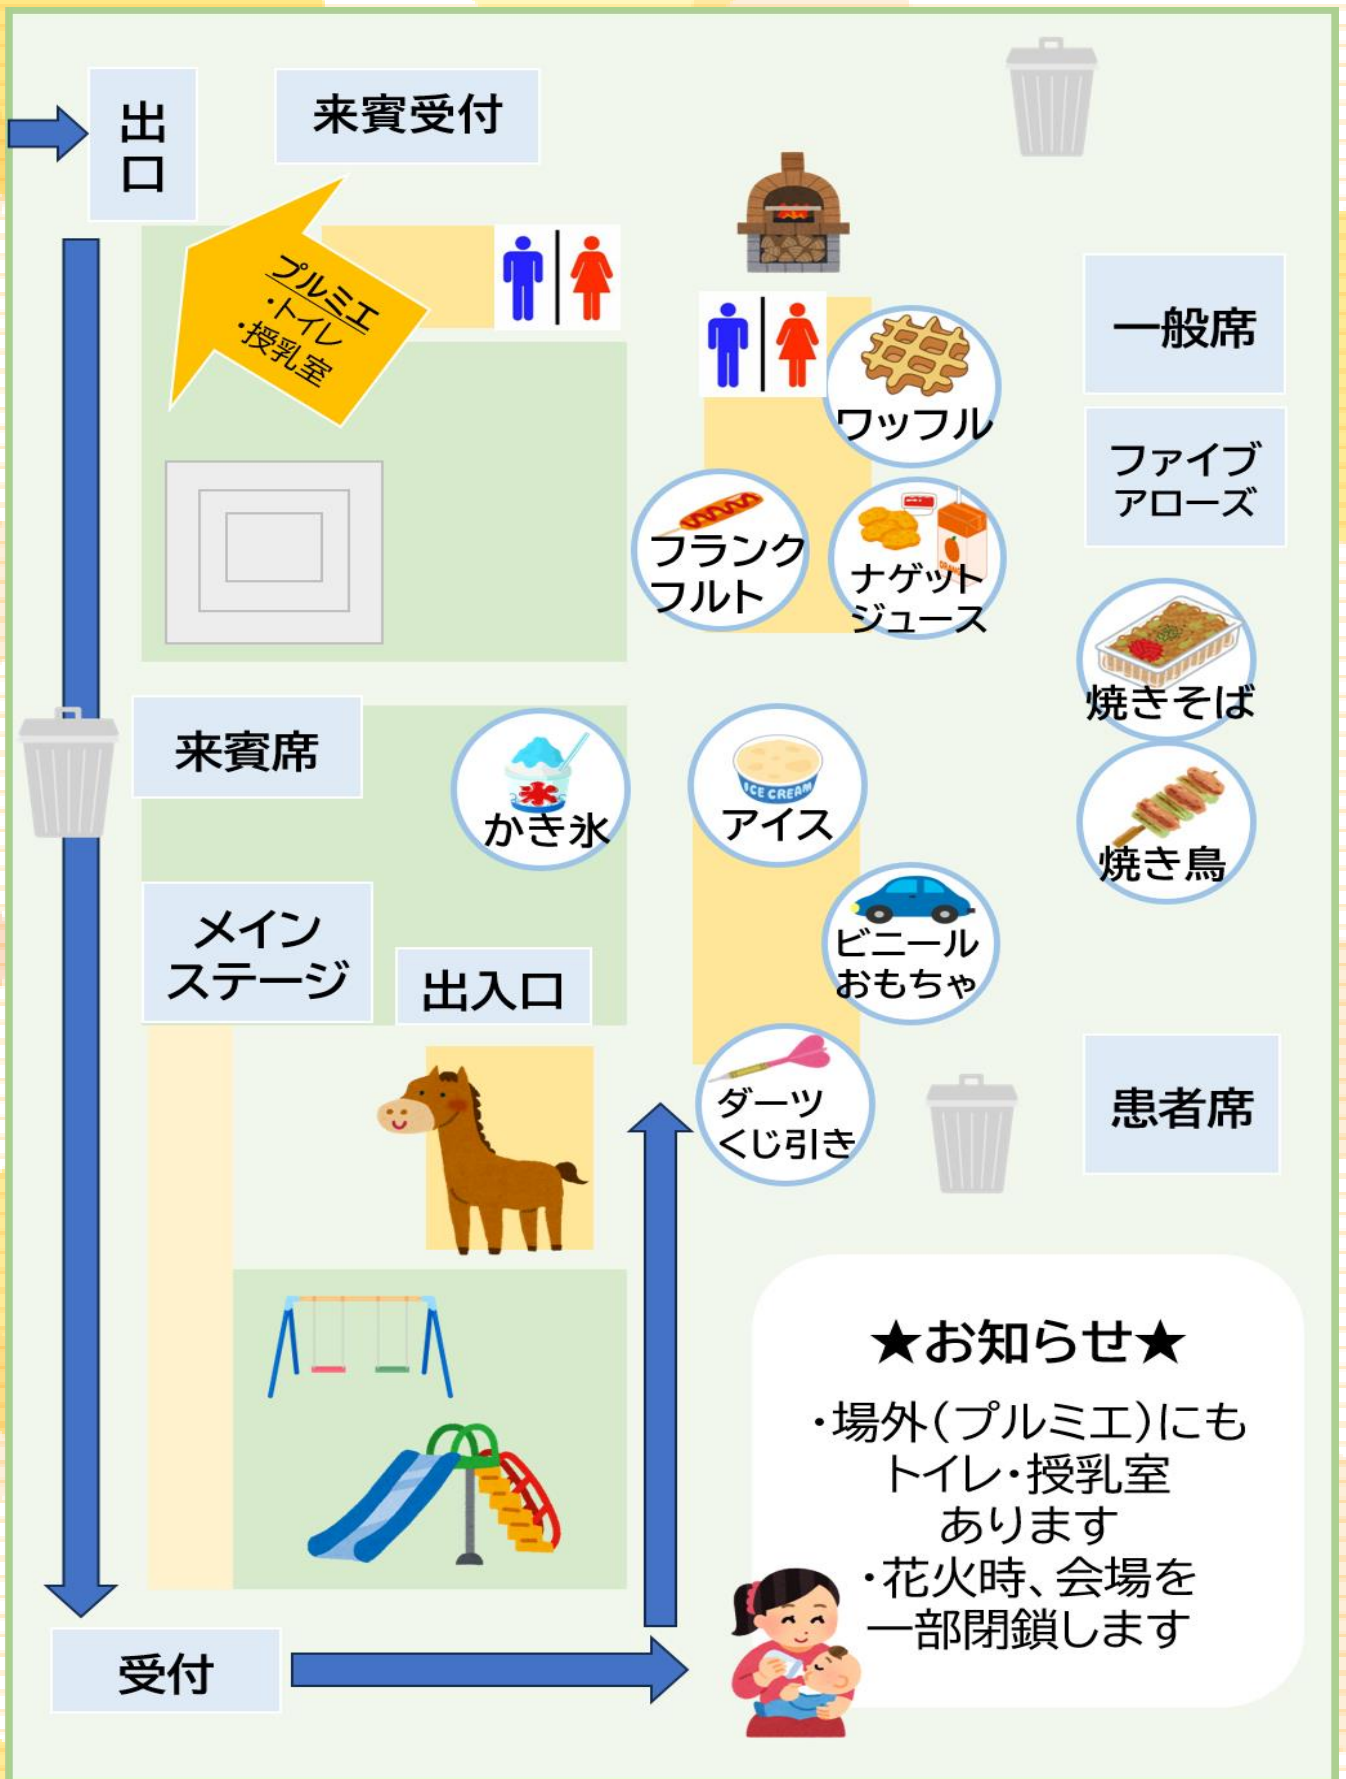 出
口
来賓受付
プルミエ
・トイレ
・授乳室
一般席
ワッフル
ファイブ
アローズ
フランク
フルト
ナゲット
ジュース
焼きそば
来賓席
かき氷
ICE CREAM
アイス
焼き鳥
メイン
ステージ
出入口
ビニール
おもちゃ
ダーツ
くじ引き
患者席
★お知らせ★
・場外(プルミエ)にも
トイレ・授乳室
あります
・花火時、会場を
一部閉鎖します
受付